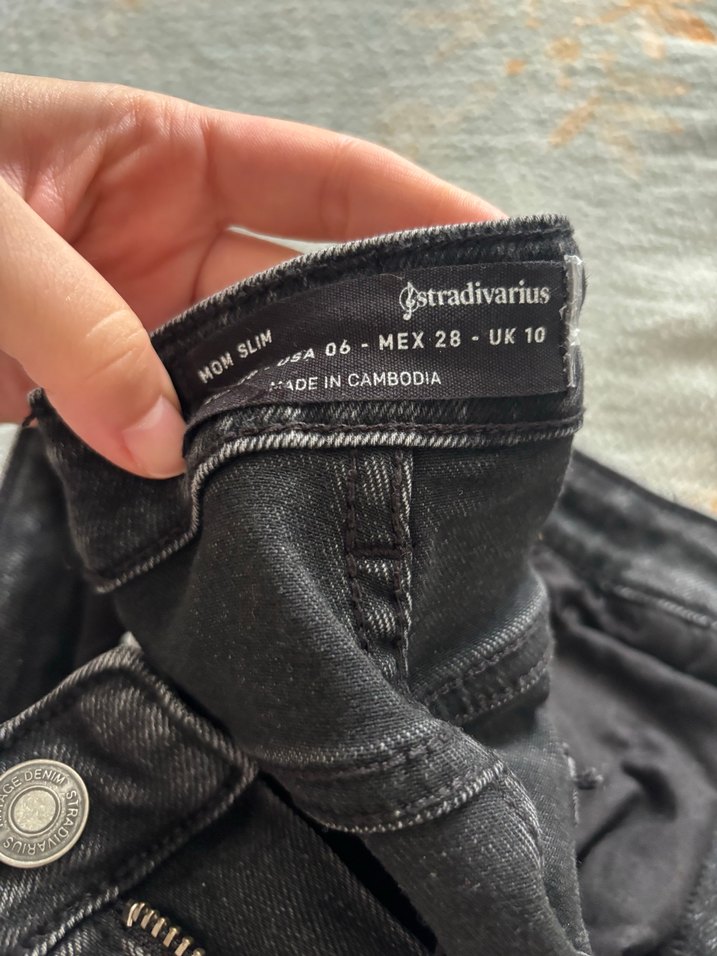 stradivarius
MOM SLIM
USA 06 - MEX 28 - UK 10
MADE IN CAMBODIA
DENIM STRADIVARIUS